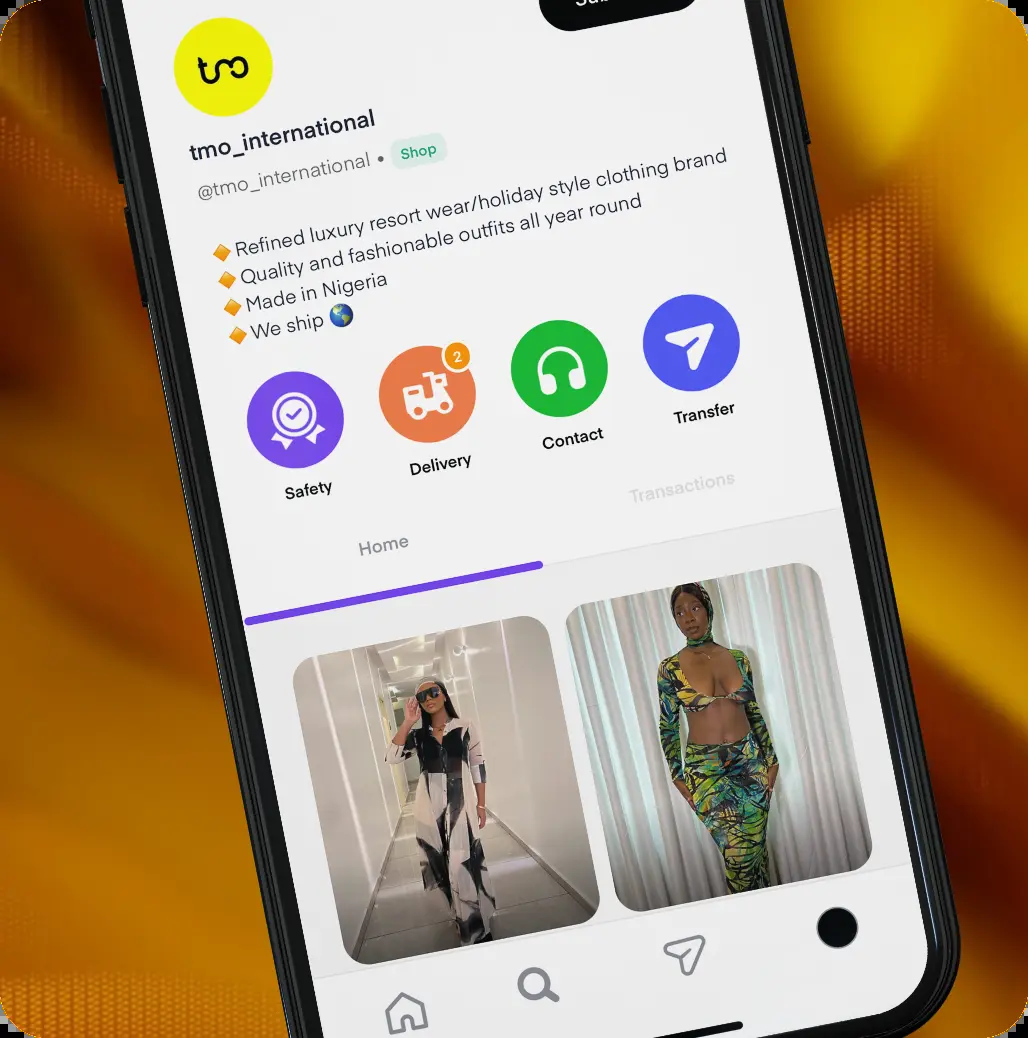 tmo
tmo_international
@tmo_international • Shop
🔸Refined luxury resort wear/holiday style clothing brand
🔸Quality and fashionable outfits all year round
🔸Made in Nigeria
🔸We ship 🌎
2
Safety
Delivery
Contact
Transfer
Home
Transactions